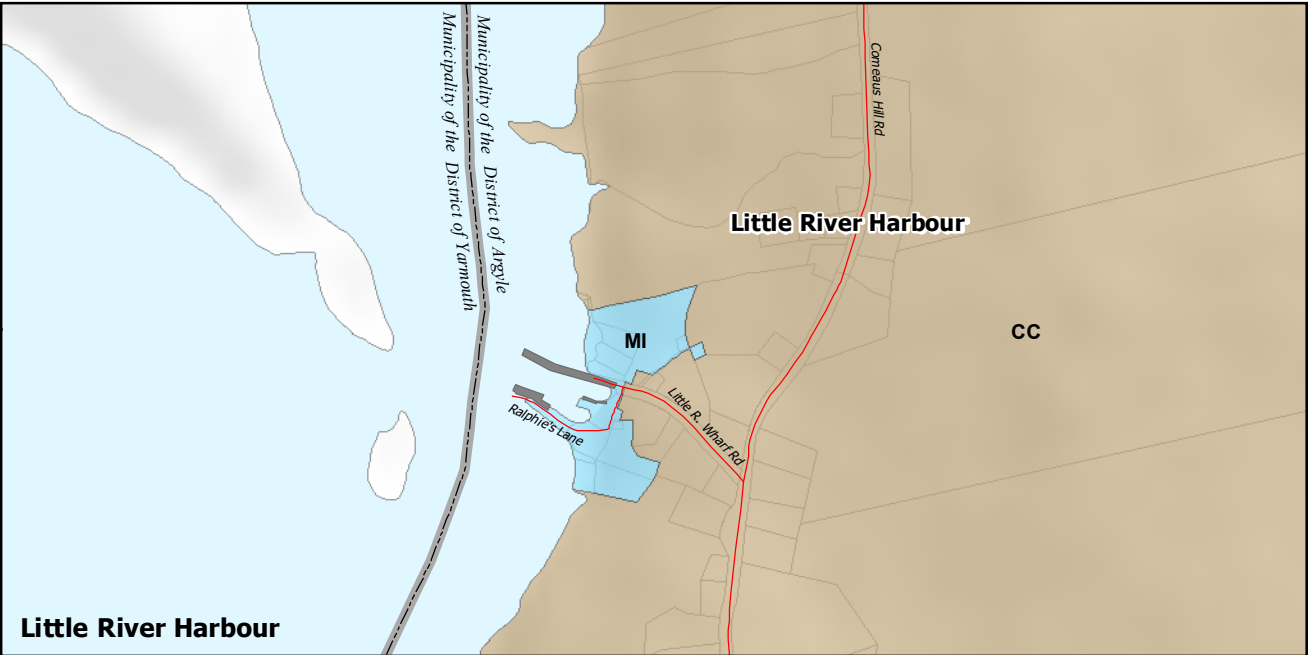 Municipality of the District of Argyle
Municipality of the District of Yarmouth
Comeaus Hill Rd
Little River Harbour
MI
CC
Little R. Wharf Rd
Ralphie's Lane
Little River Harbour